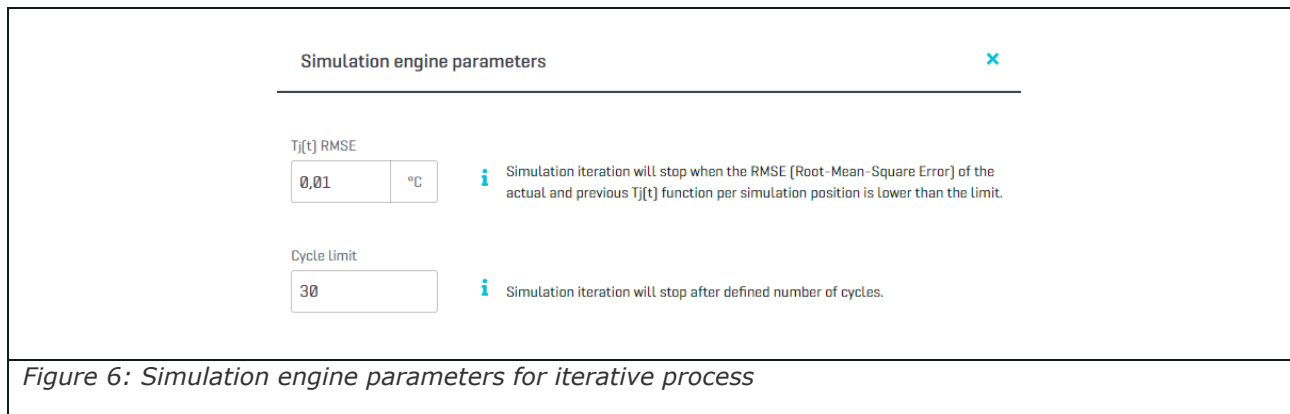 Simulation engine parameters ×
Tj(t) RMSE
0,01 °C
Simulation iteration will stop when the RMSE (Root-Mean-Square Error) of the
actual and previous Tj(t) function per simulation position is lower than the limit.
Cycle limit
30
Simulation iteration will stop after defined number of cycles.
Figure 6: Simulation engine parameters for iterative process